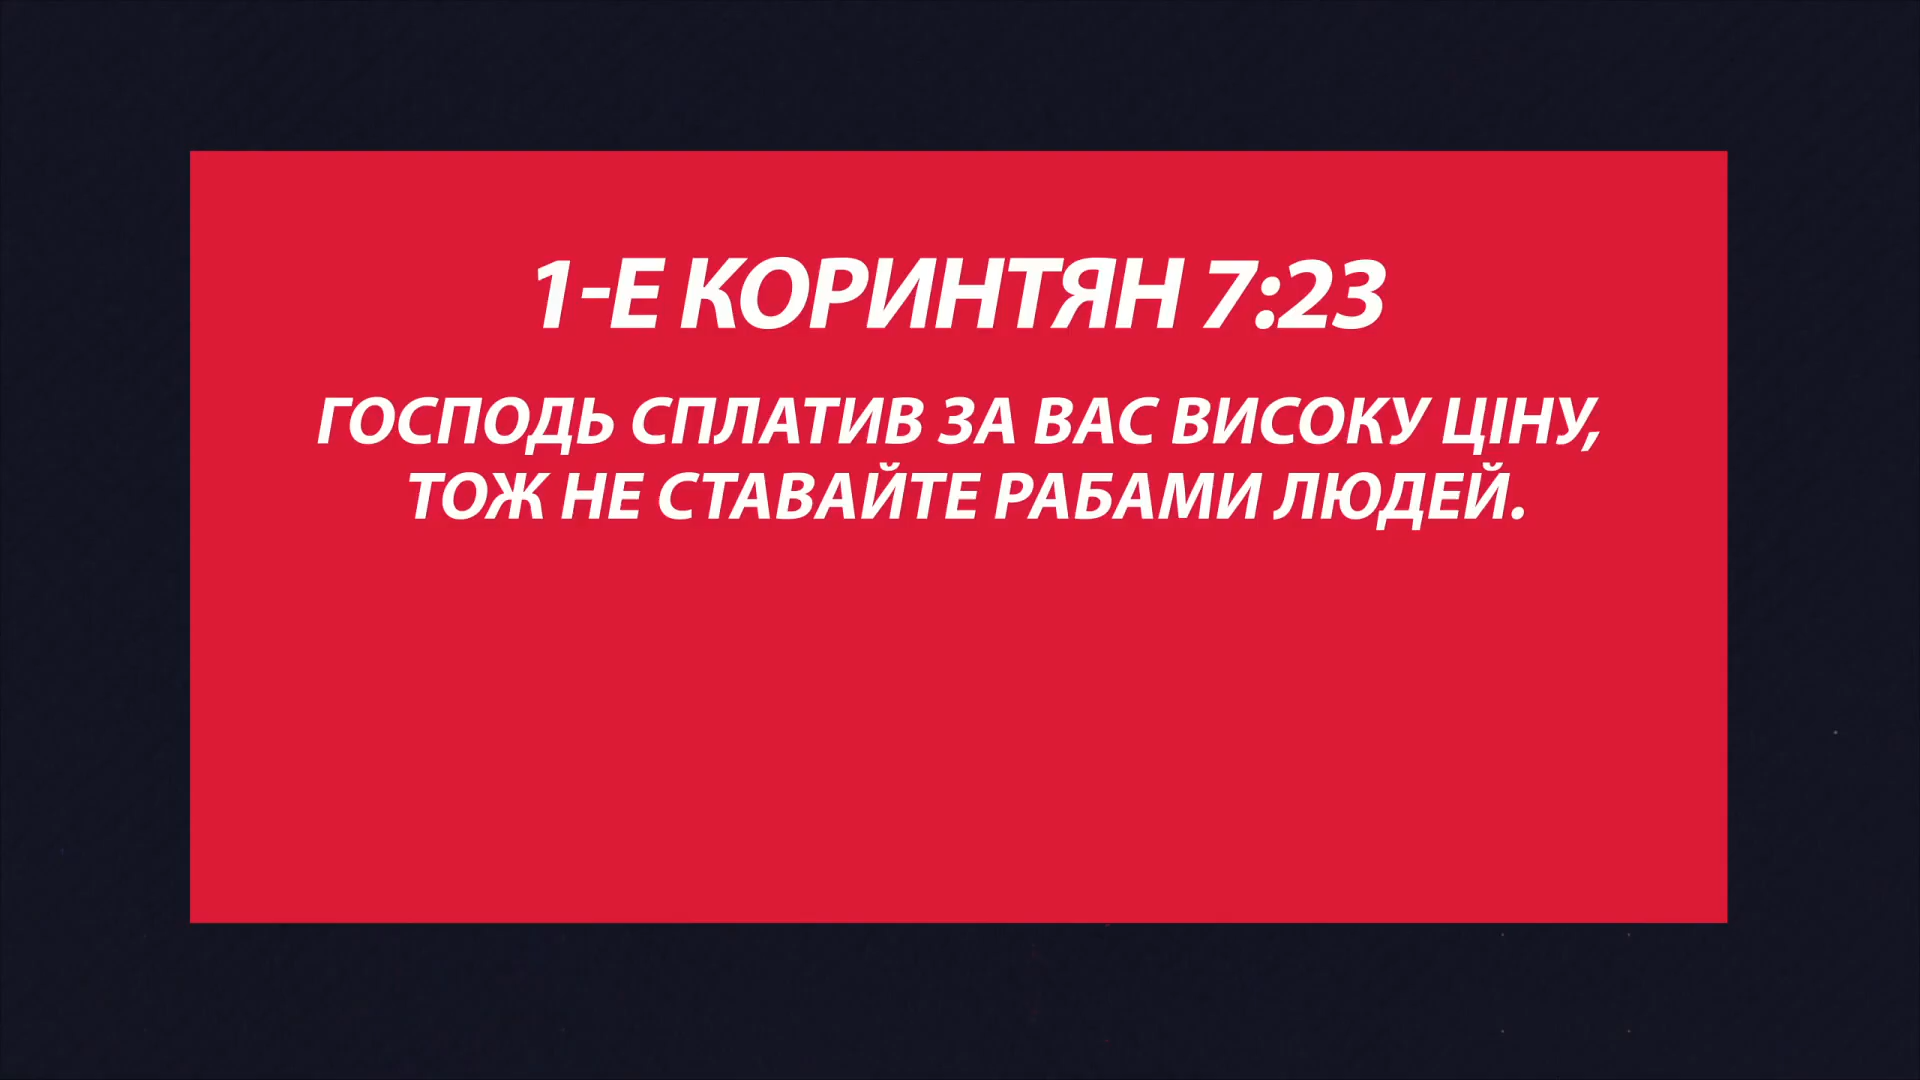 1-Е КОРИНТЯН 7:23
ГОСПОДЬ СПЛАТИВ ЗА ВАС ВИСОКУ ЦІНУ,
ТОЖ НЕ СТАВАЙТЕ РАБАМИ ЛЮДЕЙ.